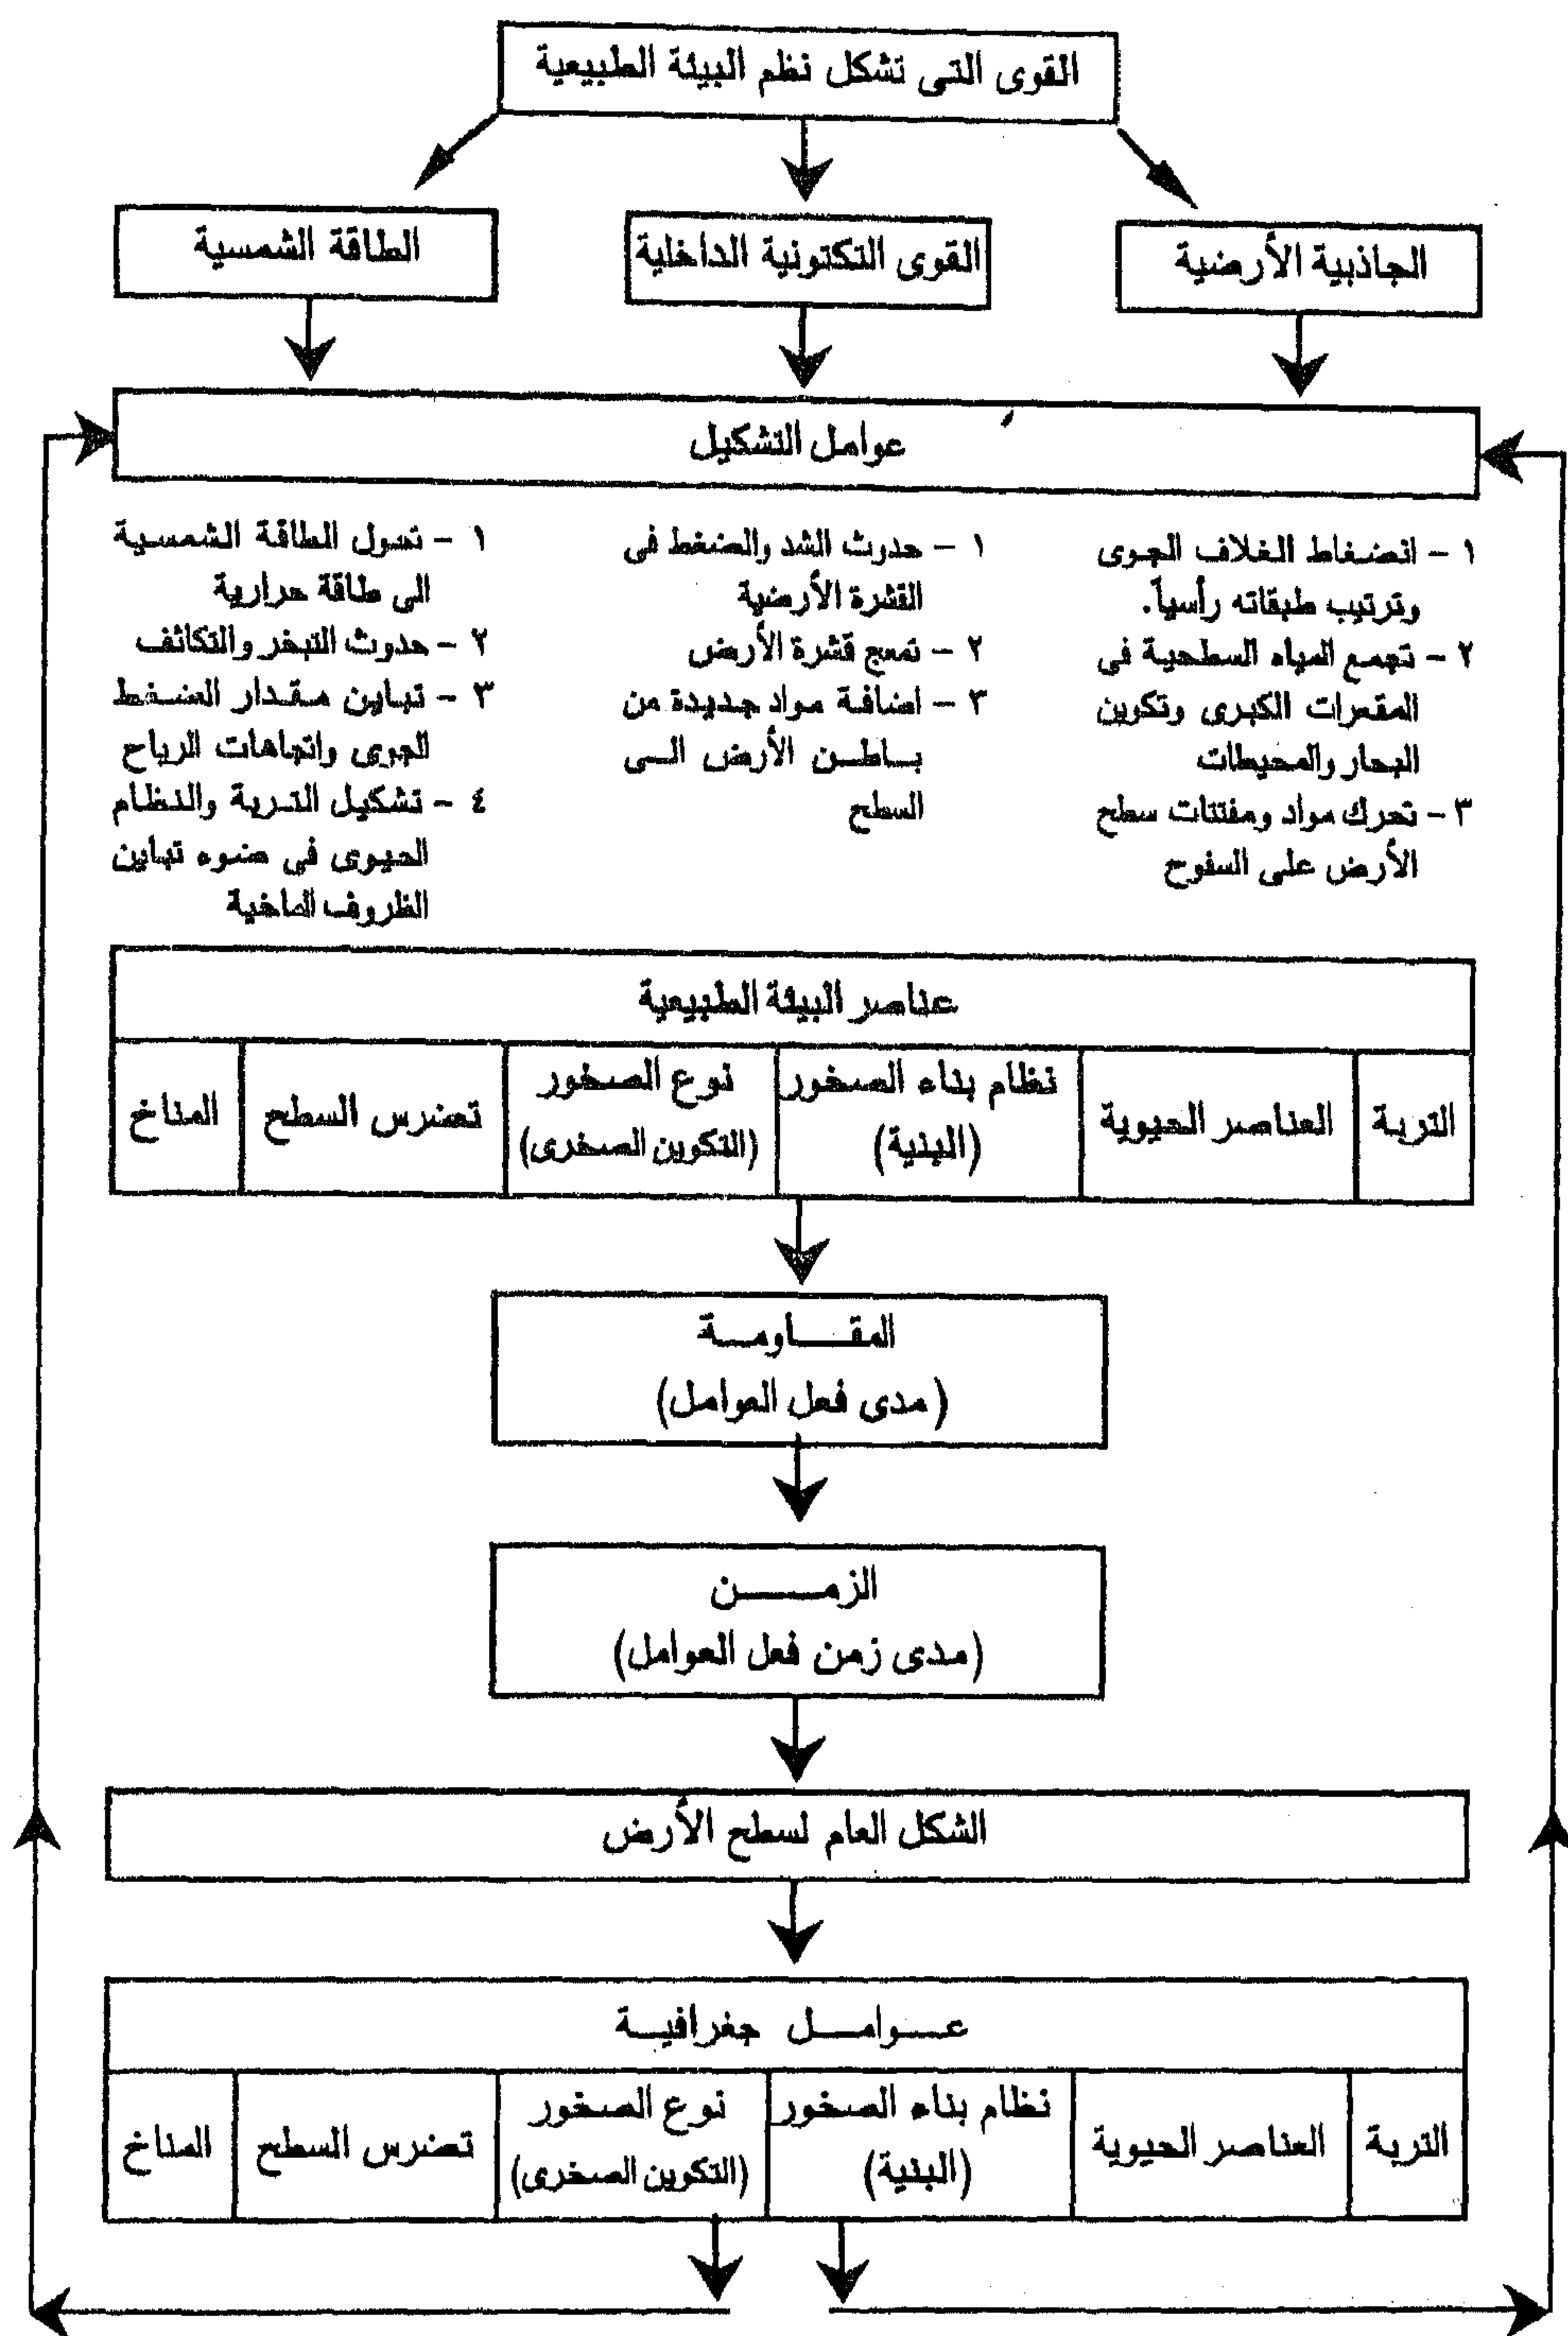 القوى التى تشكل نظم البيئة الطبيعية
الجاذبية الأرضية
القوى التكتونية الداخلية
الطاقة الشمسية
عوامل التشكيل
١ - انضغاط الغلاف الجوى
وترتيب طبقاته رأسياً.
٢ - تجمع المياه السطحية فى
المقعرات الكبرى وتكوين
البحار والمحيطات
٣ - تحرك مواد ومفتتات سطح
الأرض على السفوح
١ - حدوث الشد والضغط فى
القشرة الأرضية
٢ - تمعج قشرة الأرض
٣ - اضافة مواد جديدة من
باطن الأرض الى
السطح
١ - تحول الطاقة الشمسية
الى طاقة حرارية
٢ - حدوث التبخر والتكاثف
٣ - تباين مقدار الضغط
الجوى واتجاهات الرياح
٤ - تشكيل التربة والنظام
الحيوى فى ضوء تباين
الظروف الماخية
عناصر البيئة الطبيعية
التربة
العناصر الحيوية
نظام بناء الصخور
(البنية)
نوع الصخور
(التكوين الصخرى)
تضرس السطح
المناخ
المقاومة
(مدى فعل العوامل)
الزمن
(مدى زمن فعل العوامل)
الشكل العام لسطح الأرض
عوامل جغرافية
التربة
العناصر الحيوية
نظام بناء الصخور
(البنية)
نوع الصخور
(التكوين الصخرى)
تضرس السطح
المناخ